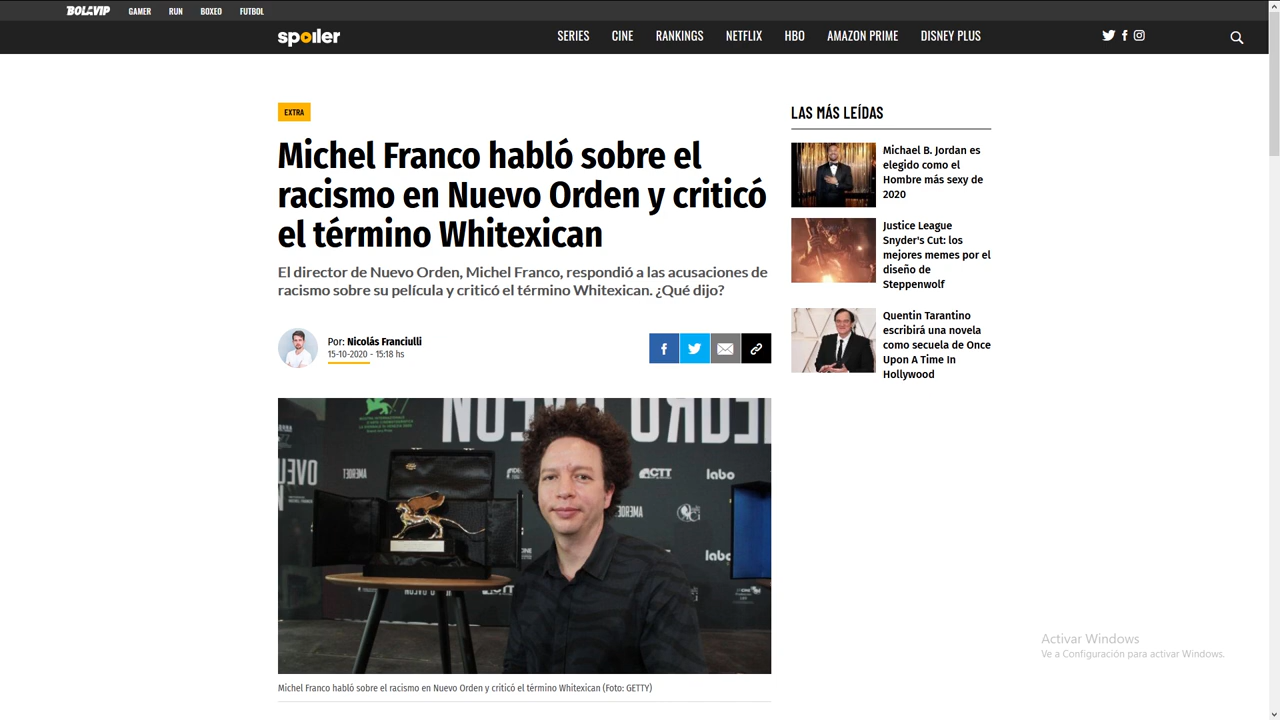 BOLAVIP GAMER RUN BOXEO FUTBOL
spoiler SERIES CINE RANKINGS NETFLIX HBO AMAZON PRIME DISNEY PLUS
EXTRA
Michel Franco habló sobre el
racismo en Nuevo Orden y criticó
el término Whitexican
El director de Nuevo Orden, Michel Franco, respondió a las acusaciones de
racismo sobre su película y criticó el término Whitexican. ¿Qué dijo?
Por: Nicolás Franciulli
15-10-2020 - 15:18 hs
labo
labo
Michel Franco habló sobre el racismo en Nuevo Orden y criticó el término Whitexican (Foto: GETTY)
LAS MÁS LEÍDAS
Michael B. Jordan es
elegido como el
Hombre más sexy de
2020
Justice League
Snyder's Cut: los
mejores memes por el
diseño de
Steppenwolf
Quentin Tarantino
escribirá una novela
como secuela de Once
Upon A Time In
Hollywood
Activar Windows
Ve a Configuración para activar Windows.